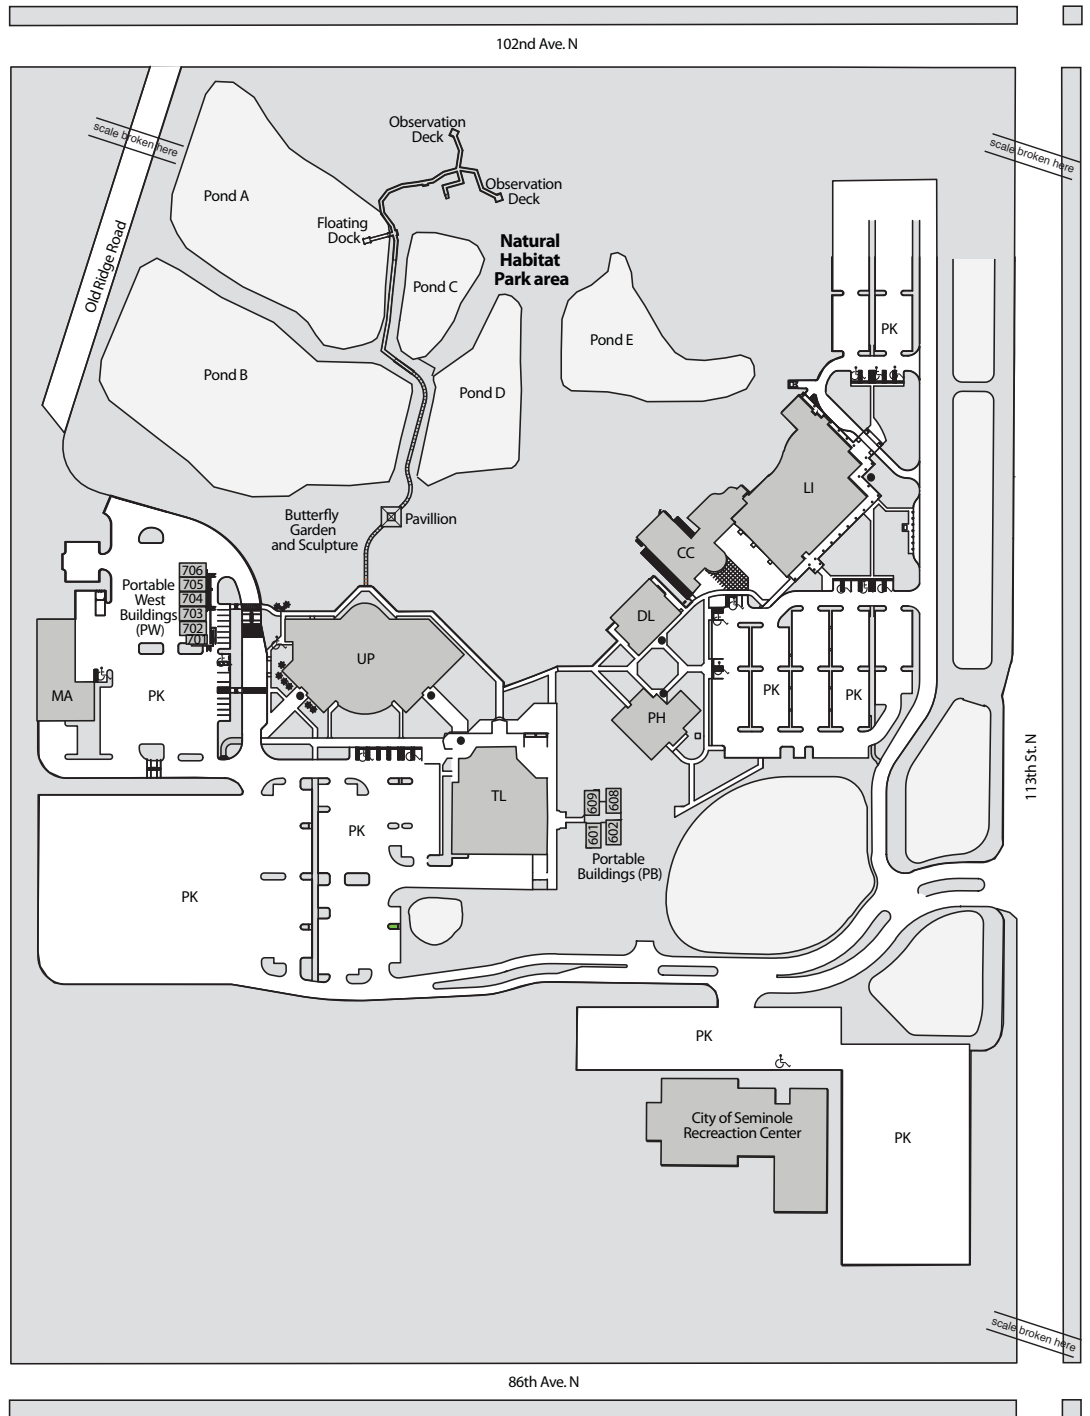 102nd Ave. N
scale broken here
scale broken here
Observation
Deck
Observation
Deck
Pond A
Floating
Dock
Natural
Habitat
Park area
Old Ridge Road
Pond C
PK
Pond E
Pond B
Pond D
LI
Butterfly
Garden
and Sculpture
Pavillion
CC
706
705
704
703
702
701
Portable
West
Buildings
(PW)
DL
UP
MA
PK
PK
PK
PH
113th St. N
TL
609
608
601
602
PK
Portable
Buildings (PB)
PK
PK
City of Seminole
Recreaction Center
PK
scale broken here
86th Ave. N